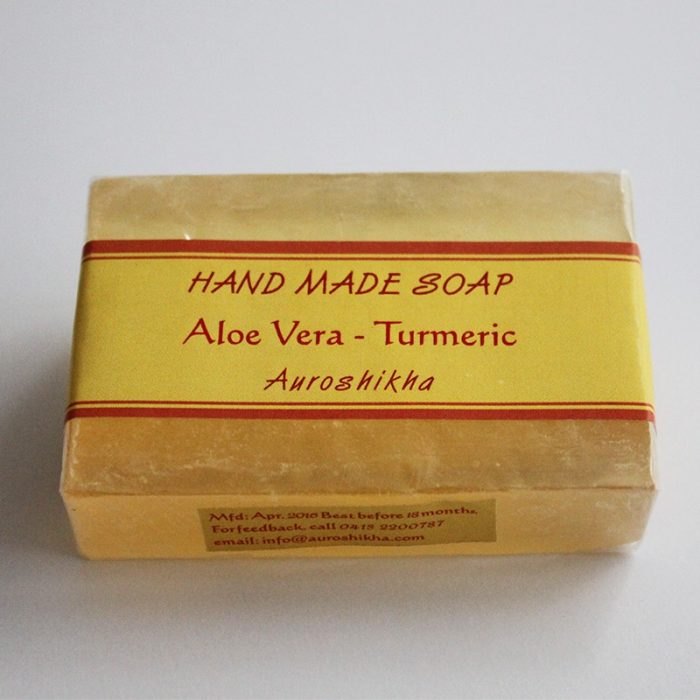 HAND MADE SOAP
Aloe Vera - Turmeric
Auroshikha
Mfd: Apr. 2016 Best before 18 months.
For feedback, call 0413 2200787
email: info@auroshikha.com